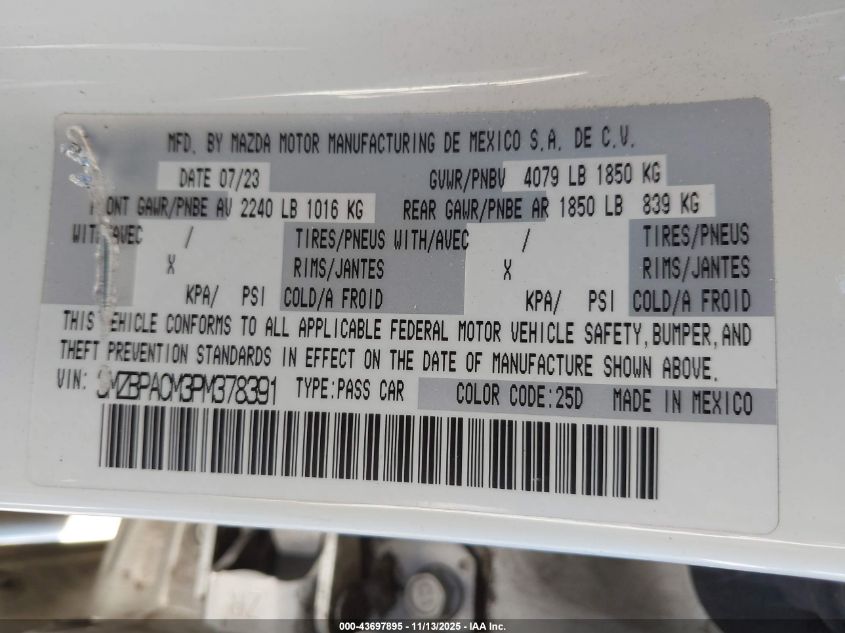 MFD. BY MAZDA MOTOR MANUFACTURING DE MEXICO S.A. DE C.V.
DATE 07/23 GVWR/PNBV 4079 LB 1850 KG
FRONT GAWR/PNBE AV 2240 LB 1016 KG REAR GAWR/PNBE AR 1850 LB 839 KG
WITH/AVEC / TIRES/PNEUS WITH/AVEC / TIRES/PNEUS
X RIMS/JANTES X RIMS/JANTES
KPA/ PSI COLD/A FROID KPA/ PSI COLD/A FROID
THIS VEHICLE CONFORMS TO ALL APPLICABLE FEDERAL MOTOR VEHICLE SAFETY, BUMPER, AND
THEFT PREVENTION STANDARDS IN EFFECT ON THE DATE OF MANUFACTURE SHOWN ABOVE.
VIN: 3MZBPACM3PM378391 TYPE: PASS CAR COLOR CODE: 25D MADE IN MEXICO
000-43697895 - 11/13/2025 - IAA Inc.